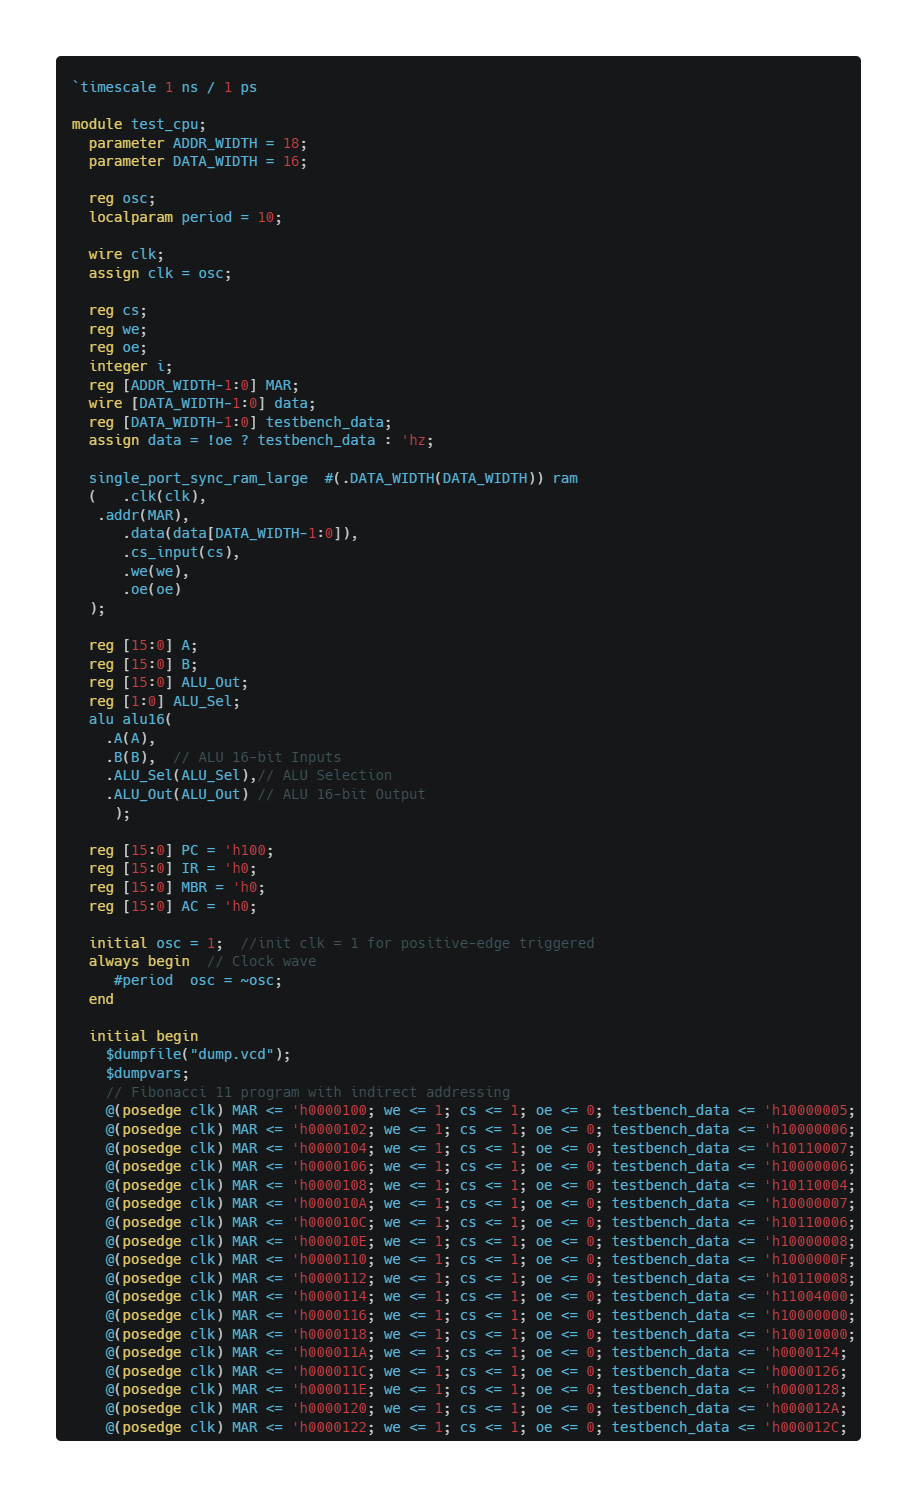 `timescale 1 ns / 1 ps
module test_cpu;
parameter ADDR_WIDTH = 18;
parameter DATA_WIDTH = 16;
reg osc;
localparam period = 10;
wire clk;
assign clk = osc;
reg cs;
reg we;
reg oe;
integer i;
reg [ADDR_WIDTH-1:0] MAR;
wire [DATA_WIDTH-1:0] data;
reg [DATA_WIDTH-1:0] testbench_data;
assign data = !oe ? testbench_data : 'hz;
single_port_sync_ram_large  #(.DATA_WIDTH(DATA_WIDTH)) ram
(   .clk(clk),
.addr(MAR),
.data(data[DATA_WIDTH-1:0]),
.cs_input(cs),
.we(we),
.oe(oe)
);
reg [15:0] A;
reg [15:0] B;
reg [15:0] ALU_Out;
reg [1:0] ALU_Sel;
alu alu16(
.A(A),
.B(B),  // ALU 16-bit Inputs
.ALU_Sel(ALU_Sel),// ALU Selection
.ALU_Out(ALU_Out) // ALU 16-bit Output
);
reg [15:0] PC = 'h100;
reg [15:0] IR = 'h0;
reg [15:0] MBR = 'h0;
reg [15:0] AC = 'h0;
initial osc = 1;  //init clk = 1 for positive-edge triggered
always begin  // Clock wave
#period  osc = ~osc;
end
initial begin
$dumpfile("dump.vcd");
$dumpvars;
// Fibonacci 11 program with indirect addressing
@(posedge clk) MAR <= 'h0000100; we <= 1; cs <= 1; oe <= 0; testbench_data <= 'h10000005;
@(posedge clk) MAR <= 'h0000102; we <= 1; cs <= 1; oe <= 0; testbench_data <= 'h10000006;
@(posedge clk) MAR <= 'h0000104; we <= 1; cs <= 1; oe <= 0; testbench_data <= 'h10110007;
@(posedge clk) MAR <= 'h0000106; we <= 1; cs <= 1; oe <= 0; testbench_data <= 'h10000006;
@(posedge clk) MAR <= 'h0000108; we <= 1; cs <= 1; oe <= 0; testbench_data <= 'h10110004;
@(posedge clk) MAR <= 'h000010A; we <= 1; cs <= 1; oe <= 0; testbench_data <= 'h10000007;
@(posedge clk) MAR <= 'h000010C; we <= 1; cs <= 1; oe <= 0; testbench_data <= 'h10110006;
@(posedge clk) MAR <= 'h000010E; we <= 1; cs <= 1; oe <= 0; testbench_data <= 'h10000008;
@(posedge clk) MAR <= 'h0000110; we <= 1; cs <= 1; oe <= 0; testbench_data <= 'h1000000F;
@(posedge clk) MAR <= 'h0000112; we <= 1; cs <= 1; oe <= 0; testbench_data <= 'h10110008;
@(posedge clk) MAR <= 'h0000114; we <= 1; cs <= 1; oe <= 0; testbench_data <= 'h11004000;
@(posedge clk) MAR <= 'h0000116; we <= 1; cs <= 1; oe <= 0; testbench_data <= 'h10000000;
@(posedge clk) MAR <= 'h0000118; we <= 1; cs <= 1; oe <= 0; testbench_data <= 'h10010000;
@(posedge clk) MAR <= 'h000011A; we <= 1; cs <= 1; oe <= 0; testbench_data <= 'h0000124;
@(posedge clk) MAR <= 'h000011C; we <= 1; cs <= 1; oe <= 0; testbench_data <= 'h0000126;
@(posedge clk) MAR <= 'h000011E; we <= 1; cs <= 1; oe <= 0; testbench_data <= 'h0000128;
@(posedge clk) MAR <= 'h0000120; we <= 1; cs <= 1; oe <= 0; testbench_data <= 'h000012A;
@(posedge clk) MAR <= 'h0000122; we <= 1; cs <= 1; oe <= 0; testbench_data <= 'h000012C;